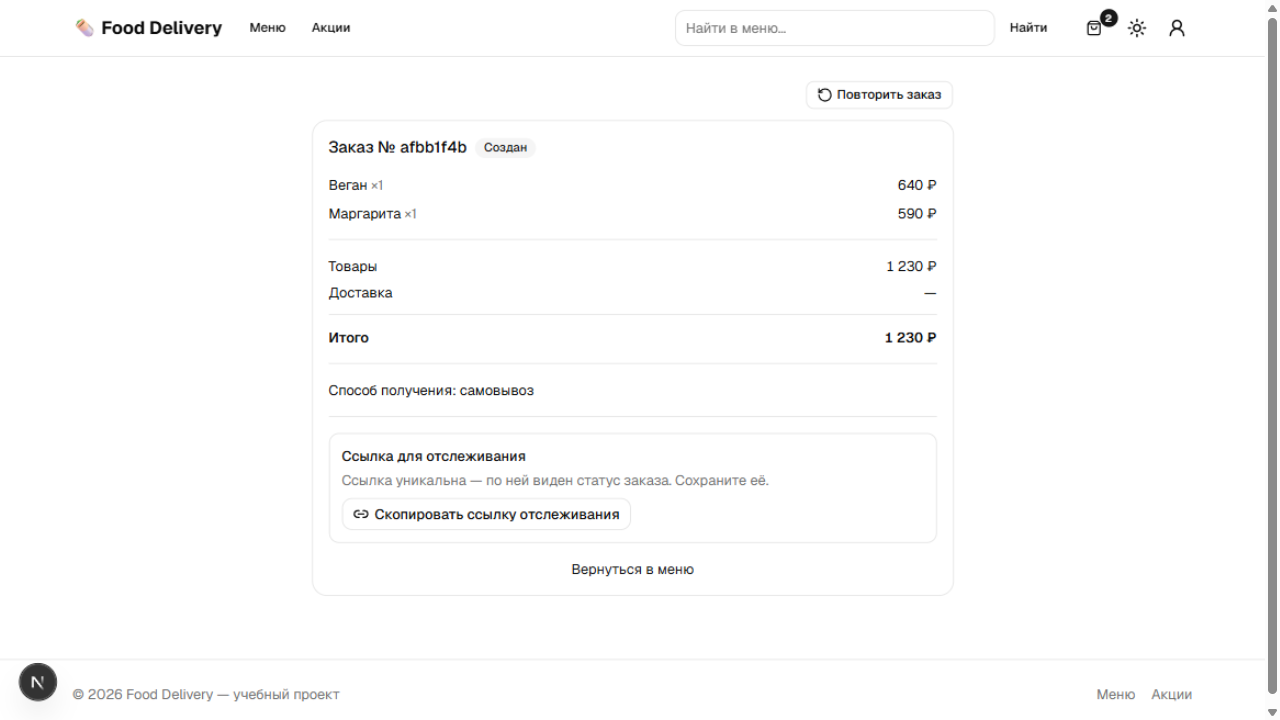 Food Delivery Меню Акции Найти в меню... Найти 2
Повторить заказ
Заказ № afbb1f4b Создан
Веган ×1 640 ₽
Маргарита ×1 590 ₽
Товары 1 230 ₽
Доставка —
Итого 1 230 ₽
Способ получения: самовывоз
Ссылка для отслеживания
Ссылка уникальна — по ней виден статус заказа. Сохраните её.
Скопировать ссылку отслеживания
Вернуться в меню
N
© 2026 Food Delivery — учебный проект Меню Акции